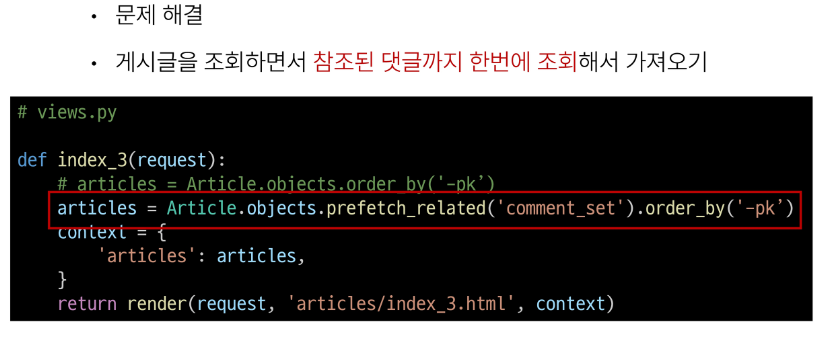 • 문제 해결
• 게시글을 조회하면서 참조된 댓글까지 한번에 조회해서 가져오기
# views.py
def index_3(request):
    # articles = Article.objects.order_by('-pk’)
    articles = Article.objects.prefetch_related('comment_set').order_by('-pk’)
    context = {
        'articles': articles,
    }
    return render(request, 'articles/index_3.html', context)